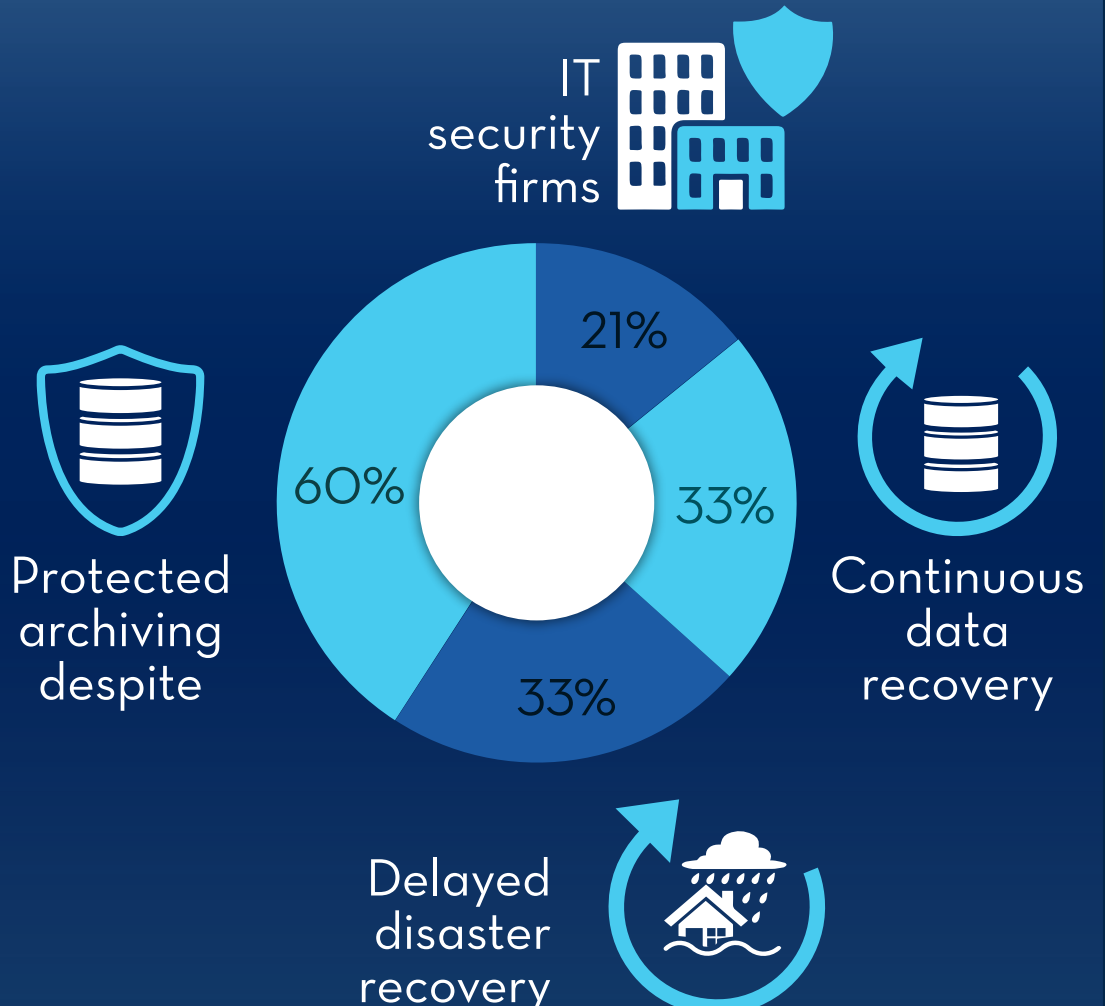 IT
security
firms
21%
60%
33%
33%
Protected
archiving
despite
Continuous
data
recovery
Delayed
disaster
recovery